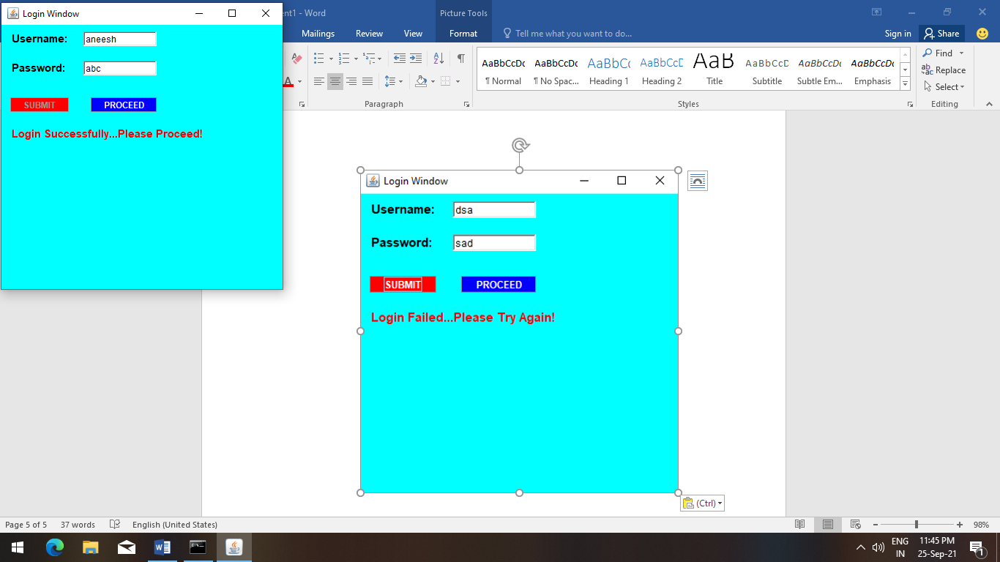 Login Window
Username: aneesh
Password: abc
SUBMIT PROCEED
Login Successfully...Please Proceed!
ent1 - Word
Picture Tools
Mailings Review View Format Tell me what you want to do...
Sign in Share
AaBbCcDc AaBbCcDc AaBbCc AaBbCcD AaB AaBbCcD AaBbCcDc AaBbCcDc
¶ Normal ¶ No Spac... Heading 1 Heading 2 Title Subtitle Subtle Em... Emphasis
Find
Replace
Select
Paragraph Styles Editing
Login Window
Username: dsa
Password: sad
SUBMIT PROCEED
Login Failed...Please Try Again!
(Ctrl)
Page 5 of 5 37 words English (United States) 98%
ENG 11:45 PM
IN 25-Sep-21 1